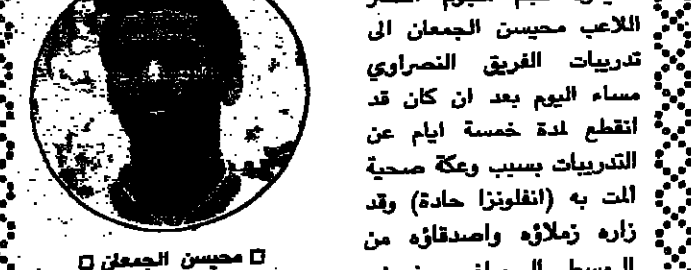 اليوم
اللاعب محيسن الجمعان الى
تدريبات الفريق النصراوي
مساء اليوم بعد ان كان قد
انقطع لمدة خمسة ايام عن
التدريبات بسبب وعكة صحية
ألمت به (انفلونزا حادة) وقد
زاره زملاؤه واصدقاؤه من
محيسن الجمعان